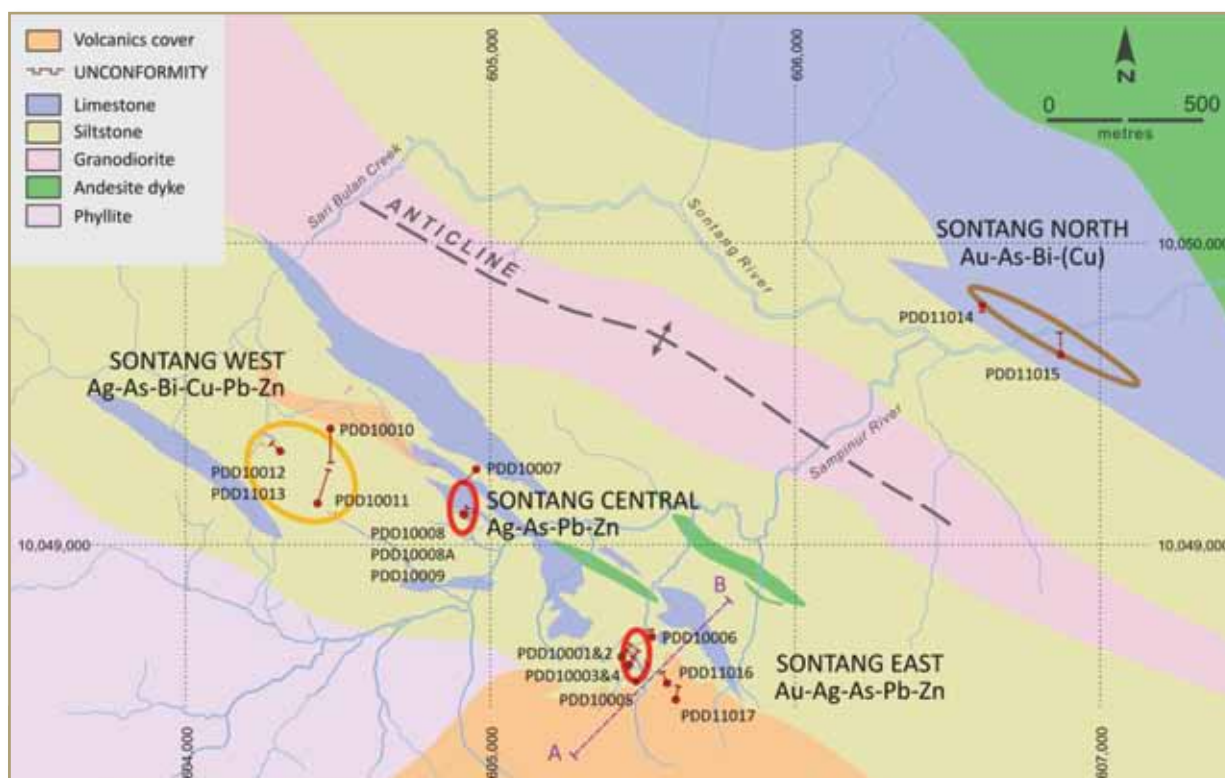 Volcanics cover
UNCONFORMITY
Limestone
Siltstone
Granodiorite
Andesite dyke
Phyllite
605,000
606,000
N
0 500
metres
San Bulan Creek
ANTICLINE
Sontang River
SONTANG NORTH
Au-As-Bi-(Cu)
10,050,000
PDD11014
PDD11015
SONTANG WEST
Ag-As-Bi-Cu-Pb-Zn
PDD10010
PDD10012
PDD11013
PDD10011
PDD10007
SONTANG CENTRAL
Ag-As-Pb-Zn
PDD10008
PDD10008A
PDD10009
Sampinur River
10,049,000
10,049,000
B
PDD10006
PDD10001&2
PDD10003&4
PDD10005
PDD11016
PDD11017
SONTANG EAST
Au-Ag-As-Pb-Zn
A
604,000
605,000
607,000